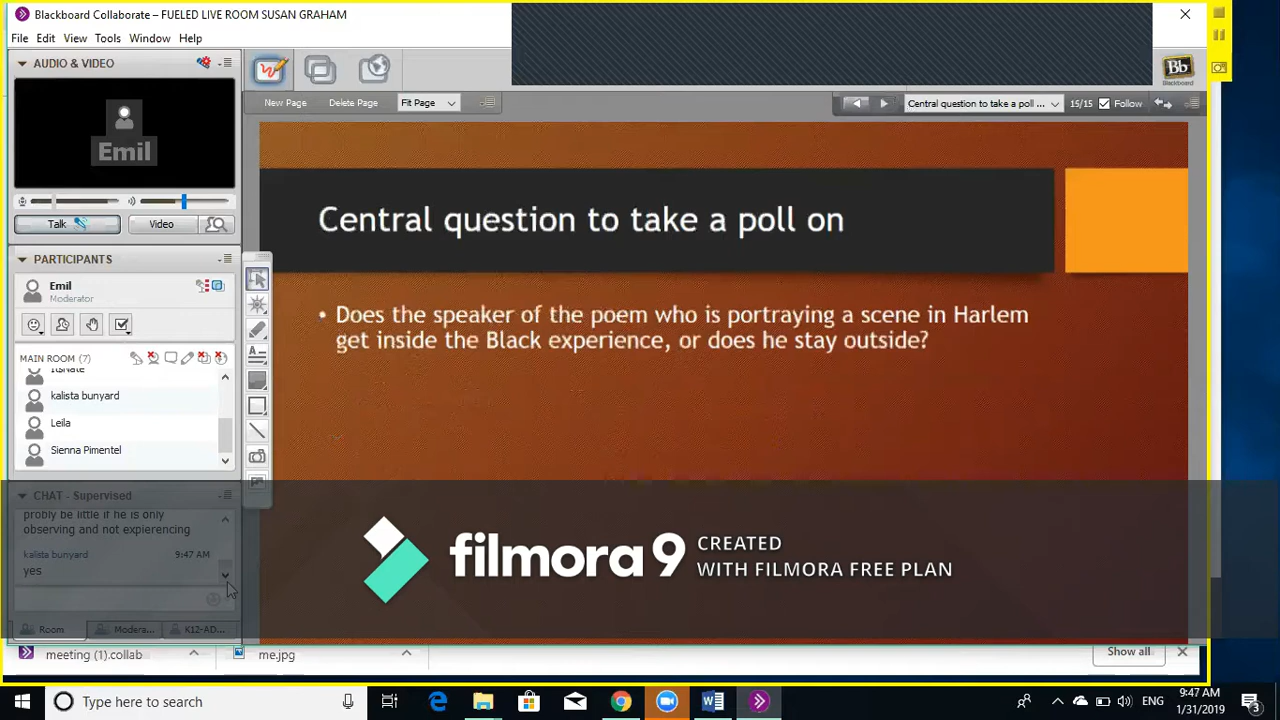 Blackboard Collaborate – FUELED LIVE ROOM SUSAN GRAHAM
File Edit View Tools Window Help
AUDIO & VIDEO
Bb
Blackboard
New Page Delete Page Fit Page
Central question to take a poll ... 15/15 Follow
Emil
Central question to take a poll on
Talk Video
PARTICIPANTS
Emil
Moderator
• Does the speaker of the poem who is portraying a scene in Harlem
get inside the Black experience, or does he stay outside?
MAIN ROOM (7)
kalista bunyard
Leila
Sienna Pimentel
CHAT - Supervised
probly be little if he is only
observing and not expierencing
kalista bunyard 9:47 AM
yes
filmora 9 CREATED
WITH FILMORA FREE PLAN
Room Modera... K12-AD...
meeting (1).collab me.jpg Show all
Type here to search
ENG
9:47 AM
1/31/2019
3